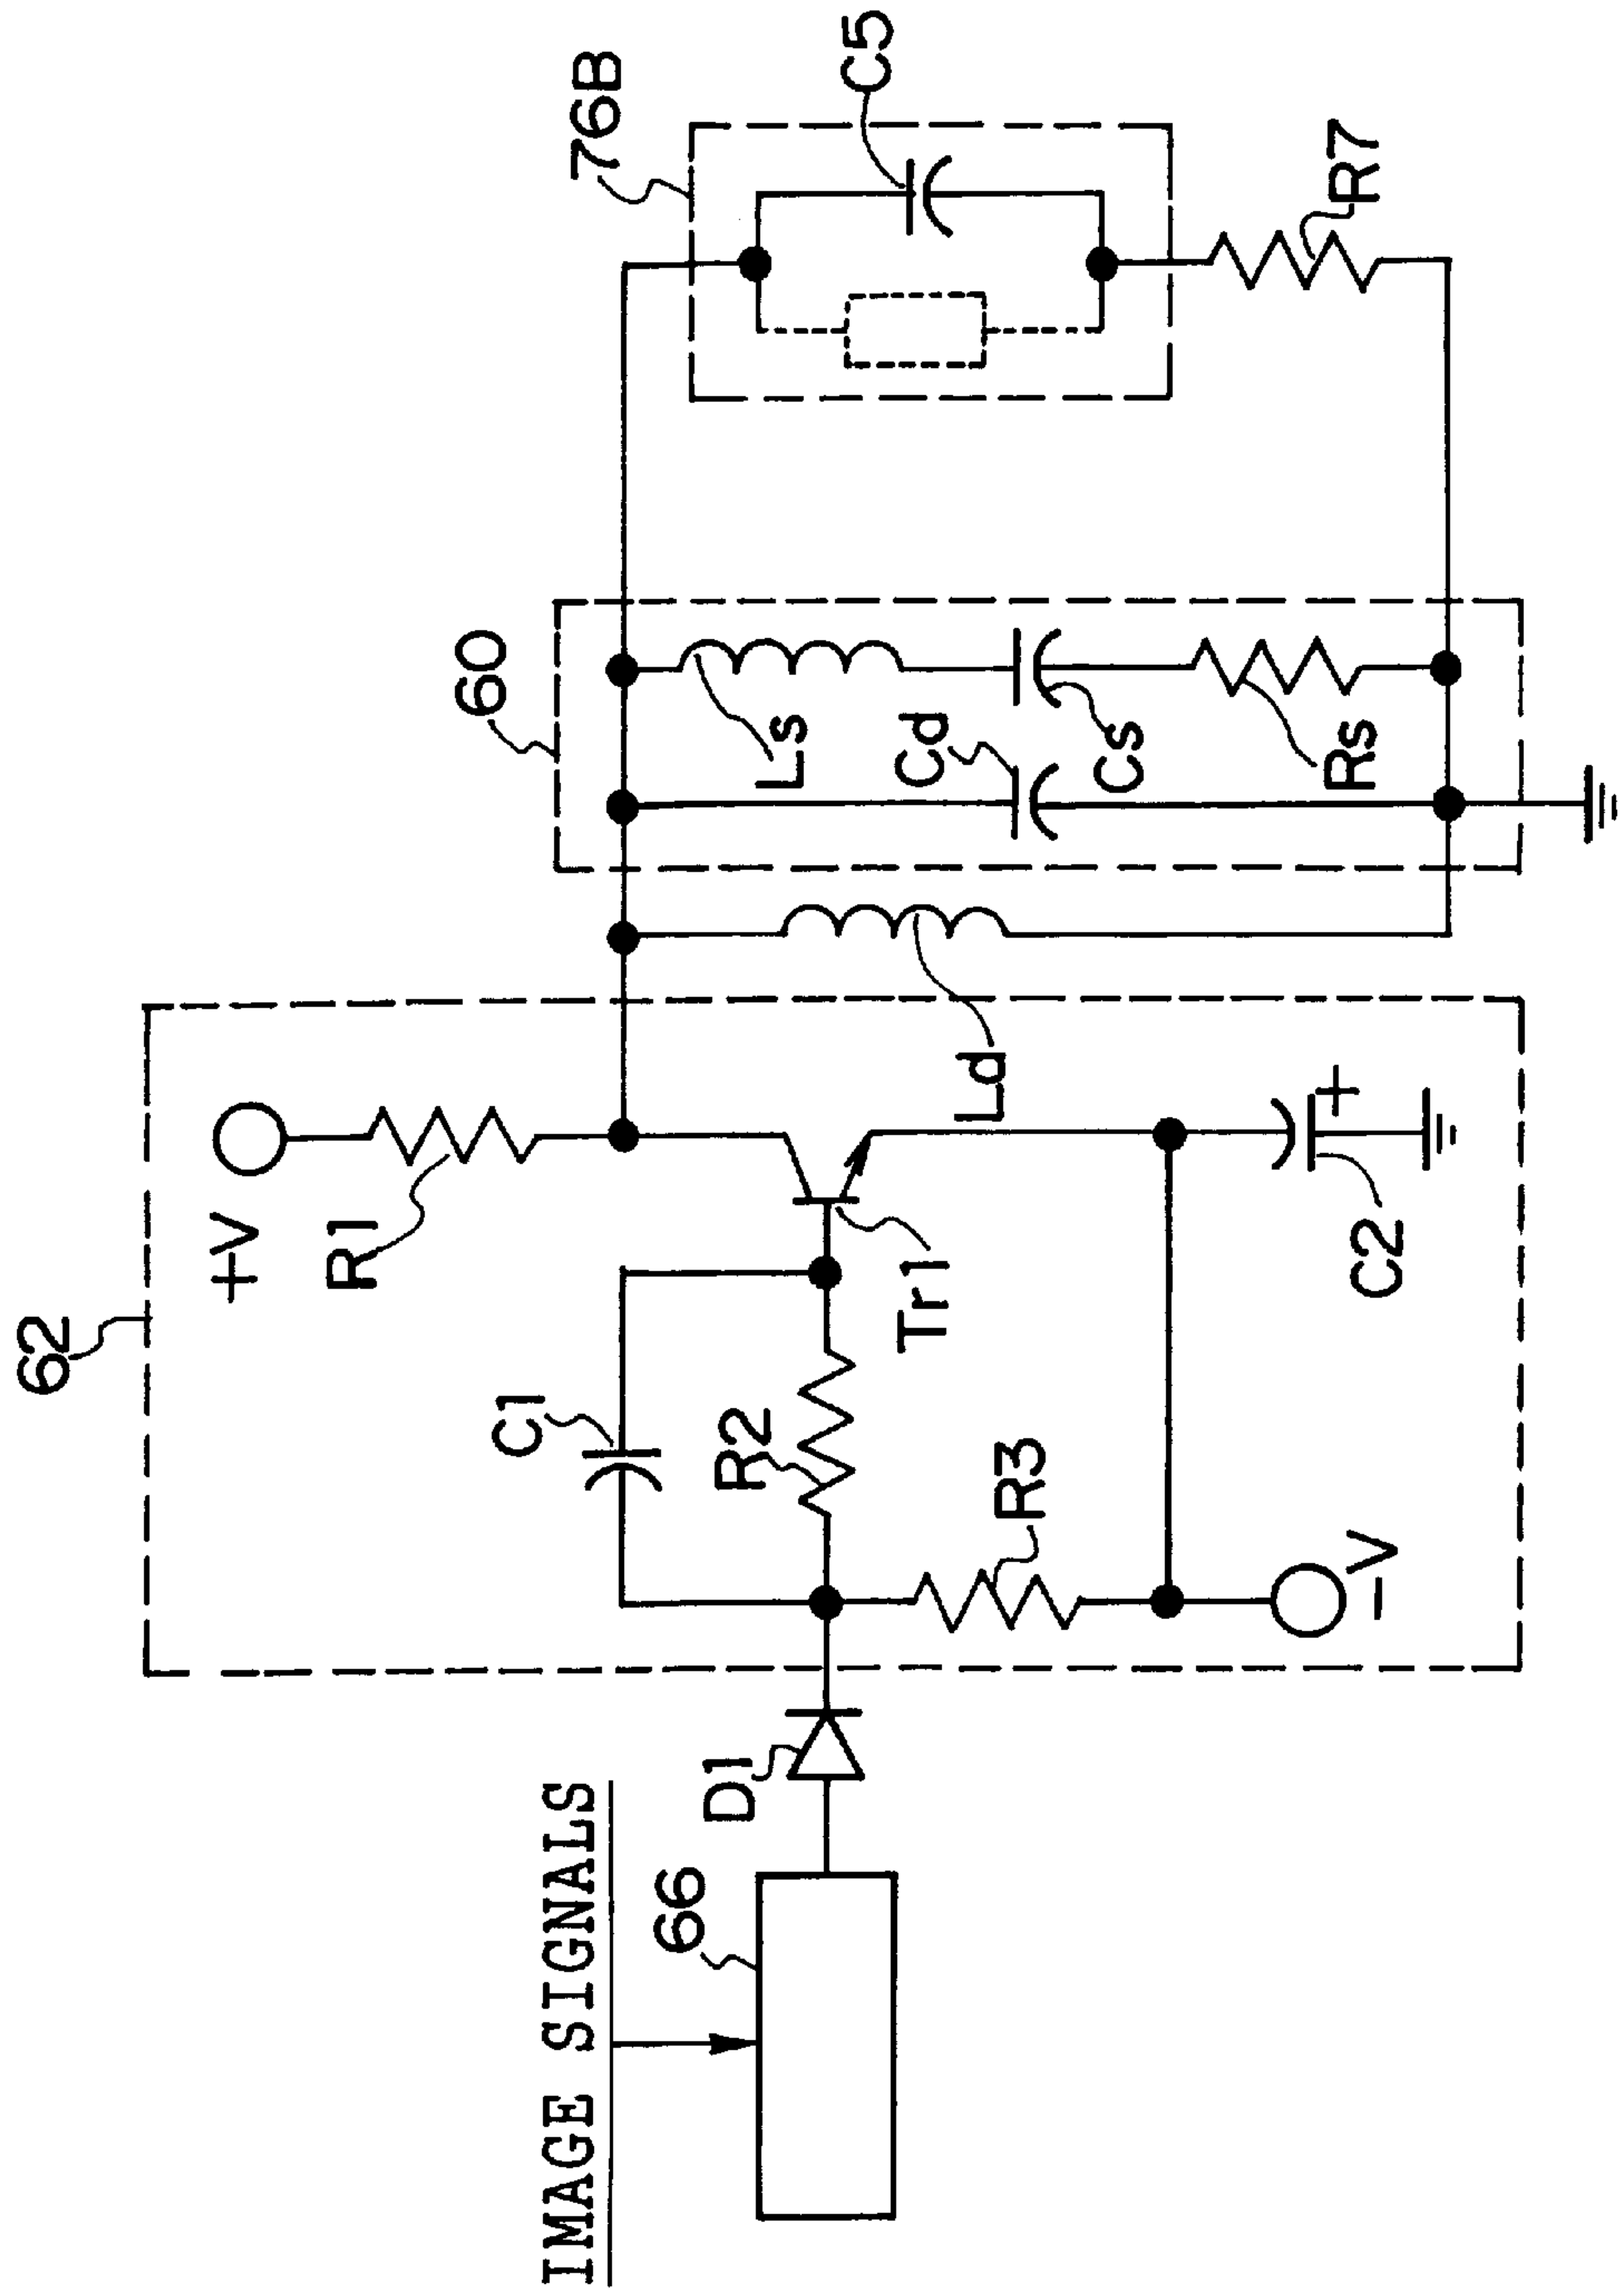 62
+V
R1
C1
R2
Tr1
R3
-V
C2
Ld
60
Ls
Cd
Cs
Rs
76B
C5
R7
IMAGE SIGNALS
66
D1